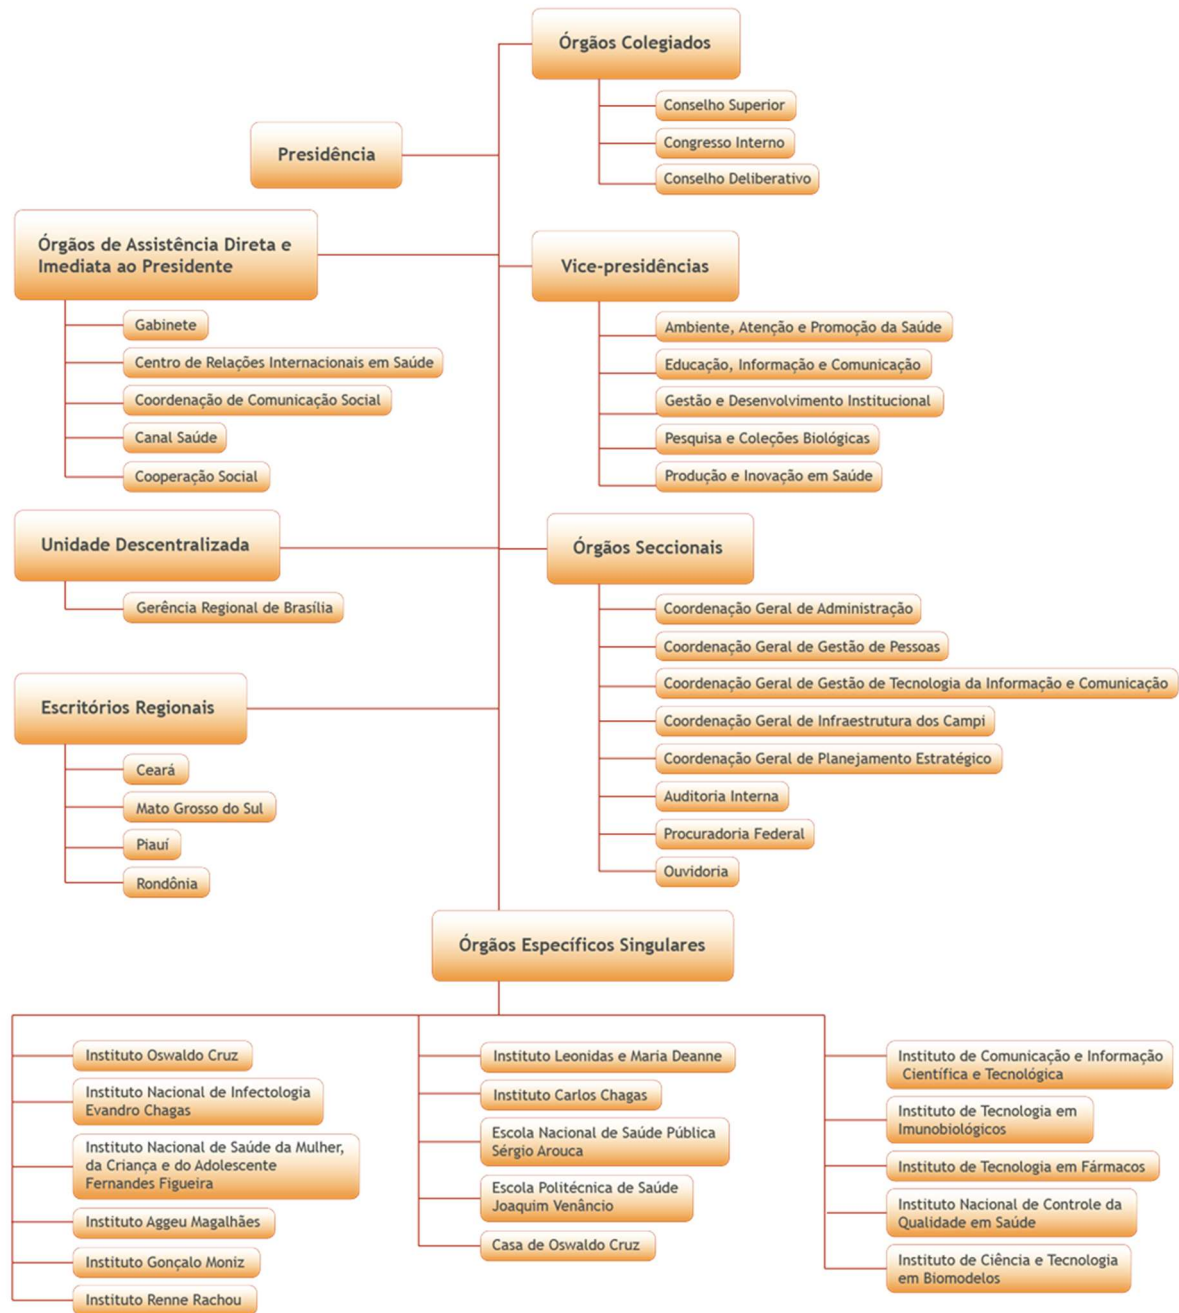 Órgãos Colegiados
Conselho Superior
Congresso Interno
Conselho Deliberativo
Presidência
Órgãos de Assistência Direta e
Imediata ao Presidente
Gabinete
Centro de Relações Internacionais em Saúde
Coordenação de Comunicação Social
Canal Saúde
Cooperação Social
Vice-presidências
Ambiente, Atenção e Promoção da Saúde
Educação, Informação e Comunicação
Gestão e Desenvolvimento Institucional
Pesquisa e Coleções Biológicas
Produção e Inovação em Saúde
Unidade Descentralizada
Gerência Regional de Brasília
Órgãos Seccionais
Coordenação Geral de Administração
Coordenação Geral de Gestão de Pessoas
Coordenação Geral de Gestão de Tecnologia da Informação e Comunicação
Coordenação Geral de Infraestrutura dos Campi
Coordenação Geral de Planejamento Estratégico
Auditoria Interna
Procuradoria Federal
Ouvidoria
Escritórios Regionais
Ceará
Mato Grosso do Sul
Piauí
Rondônia
Órgãos Específicos Singulares
Instituto Oswaldo Cruz
Instituto Nacional de Infectologia
Evandro Chagas
Instituto Nacional de Saúde da Mulher,
da Criança e do Adolescente
Fernandes Figueira
Instituto Aggeu Magalhães
Instituto Gonçalo Moniz
Instituto Renne Rachou
Instituto Leonidas e Maria Deanne
Instituto Carlos Chagas
Escola Nacional de Saúde Pública
Sérgio Arouca
Escola Politécnica de Saúde
Joaquim Venâncio
Casa de Oswaldo Cruz
Instituto de Comunicação e Informação
Científica e Tecnológica
Instituto de Tecnologia em
Imunobiológicos
Instituto de Tecnologia em Fármacos
Instituto Nacional de Controle da
Qualidade em Saúde
Instituto de Ciência e Tecnologia
em Biomodelos